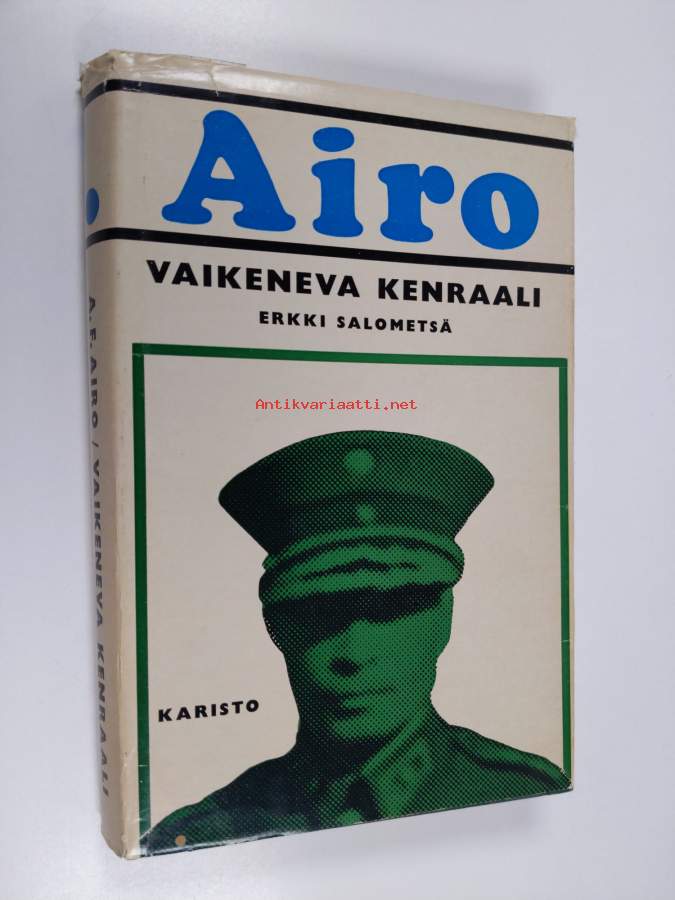 Airo
VAIKENEVA KENRAALI
ERKKI SALOMETSÄ
Antikvariaatti.net
KARISTO
A.F. AIRO / VAIKENEVA KENRAALI